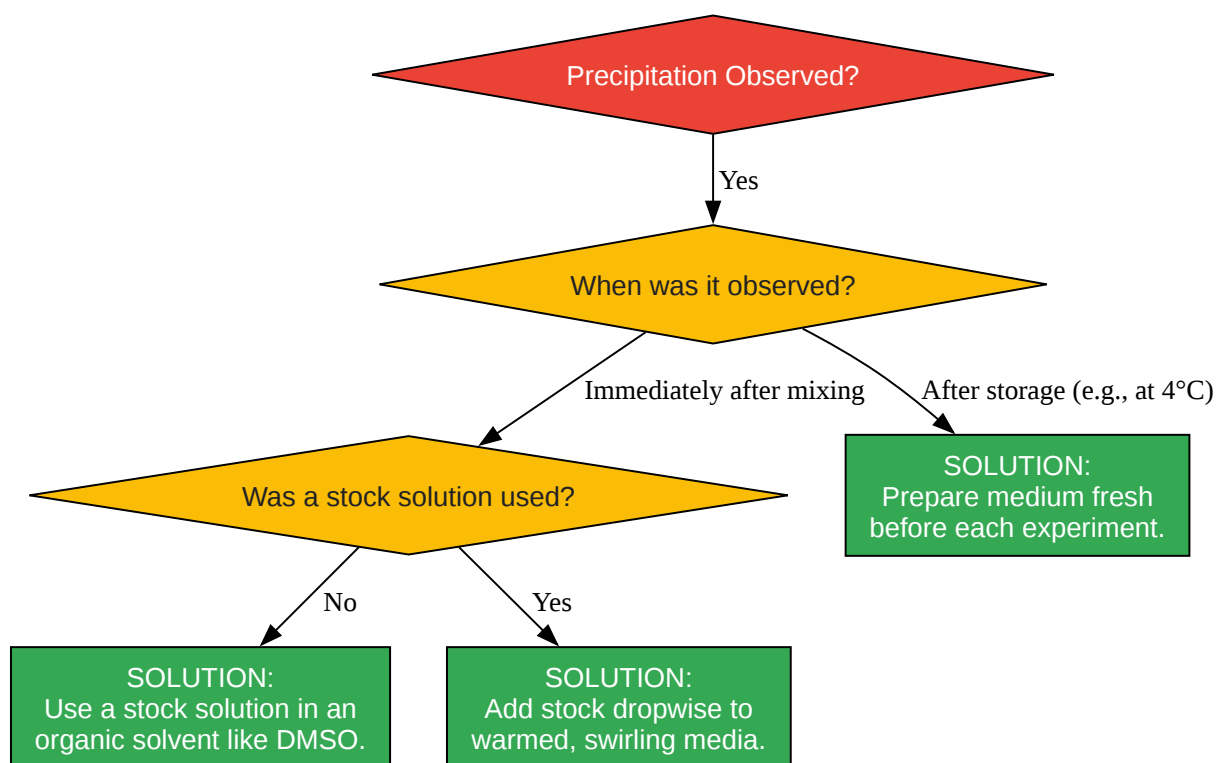 Precipitation Observed?
Yes
When was it observed?
Immediately after mixing
After storage (e.g., at 4°C)
Was a stock solution used?
SOLUTION:
Prepare medium fresh
before each experiment.
No
Yes
SOLUTION:
Use a stock solution in an
organic solvent like DMSO.
SOLUTION:
Add stock dropwise to
warmed, swirling media.